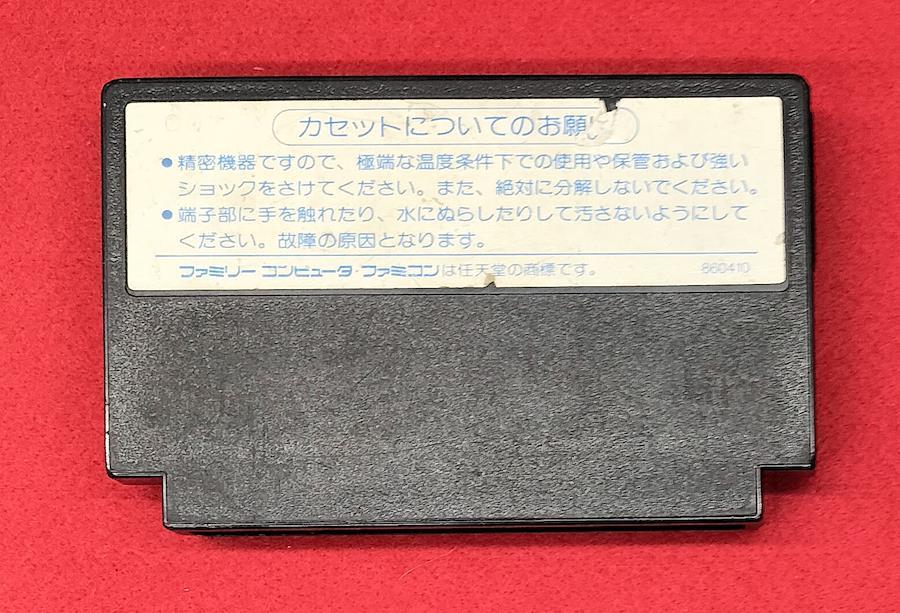 カセットについてのお願い
●精密機器ですので、極端な温度条件下での使用や保管および強い
ショックをさけてください。また、絶対に分解しないでください。
●端子部に手を触れたり、水にぬらしたりして汚さないようにして
ください。故障の原因となります。
ファミリー コンピュータ・ファミコンは任天堂の商標です。 860410